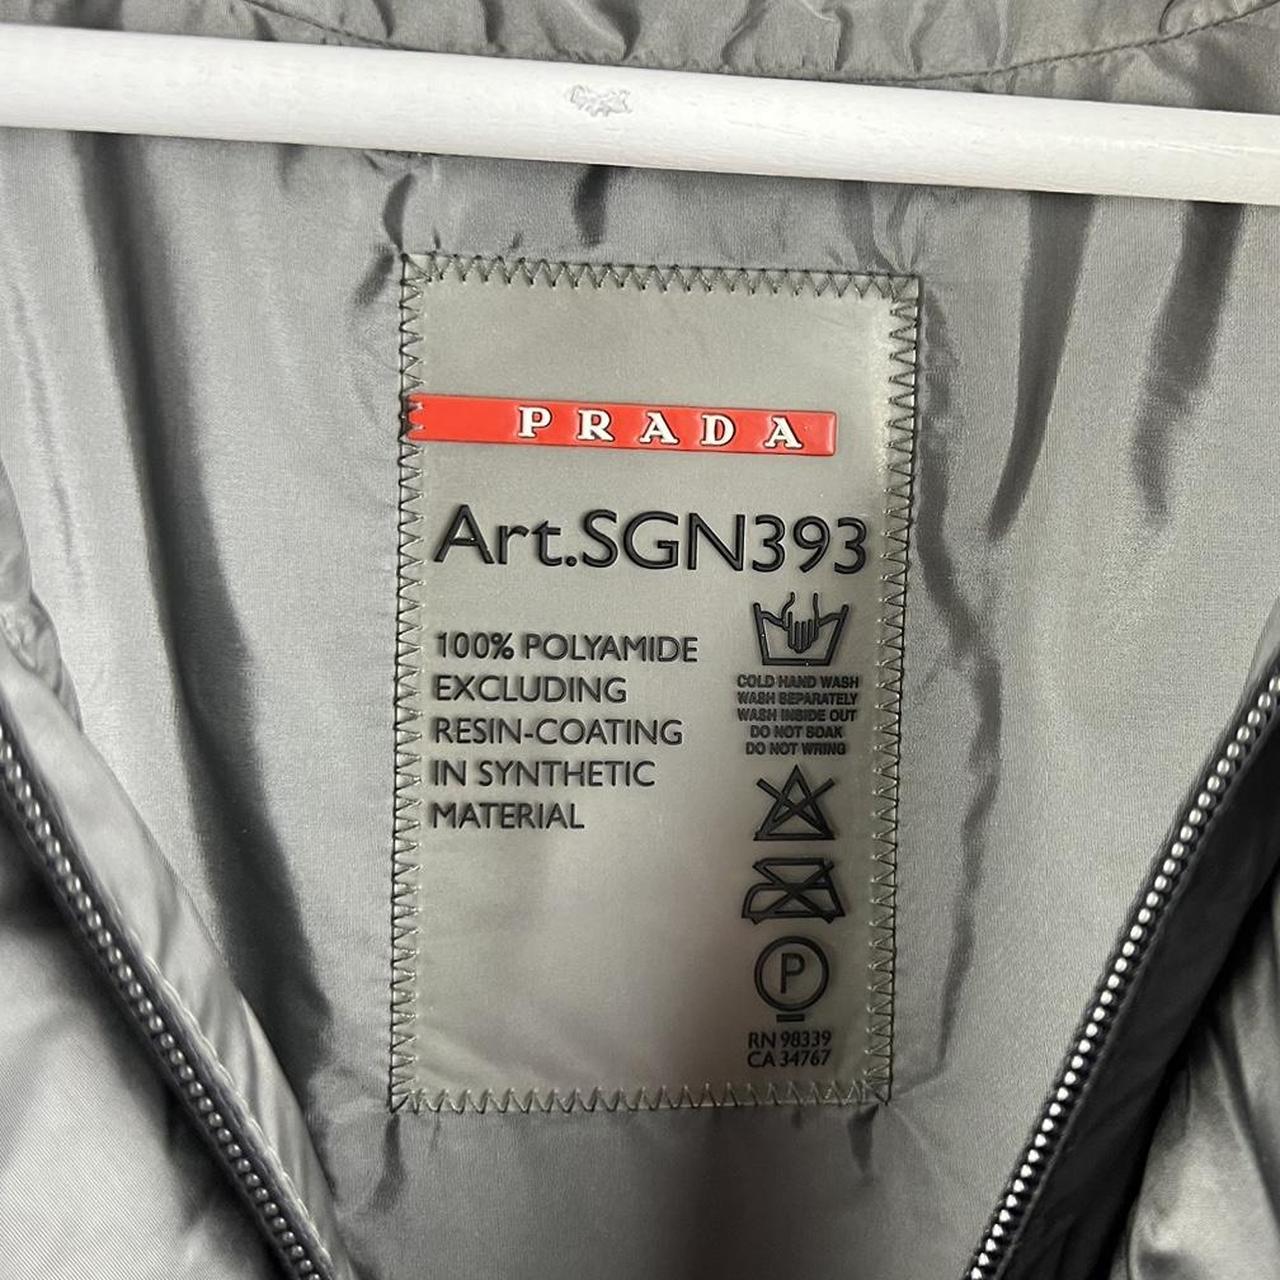 PRADA
Art.SGN393
100% POLYAMIDE
EXCLUDING
RESIN-COATING
IN SYNTHETIC
MATERIAL
COLD HAND WASH
WASH SEPARATELY
WASH INSIDE OUT
DO NOT SOAK
DO NOT WRING
P
RN 98339
CA 34767